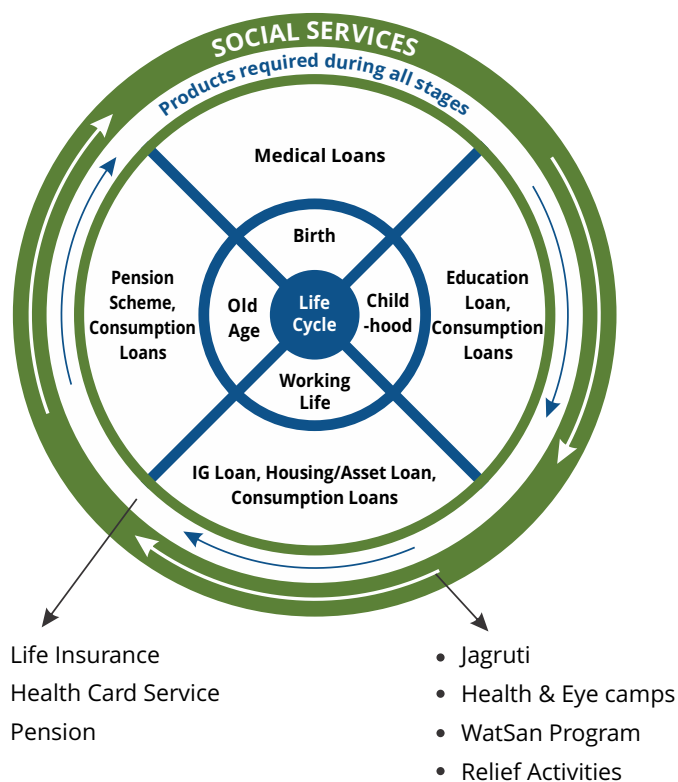 SOCIAL SERVICES
Products required during all stages
Medical Loans
Birth
Pension
Scheme,
Consumption
Loans
Old
Age
Life
Cycle
Child
-hood
Education
Loan,
Consumption
Loans
Working
Life
IG Loan, Housing/Asset Loan,
Consumption Loans
Life Insurance
Health Card Service
Pension
• Jagruti
• Health & Eye camps
• WatSan Program
• Relief Activities